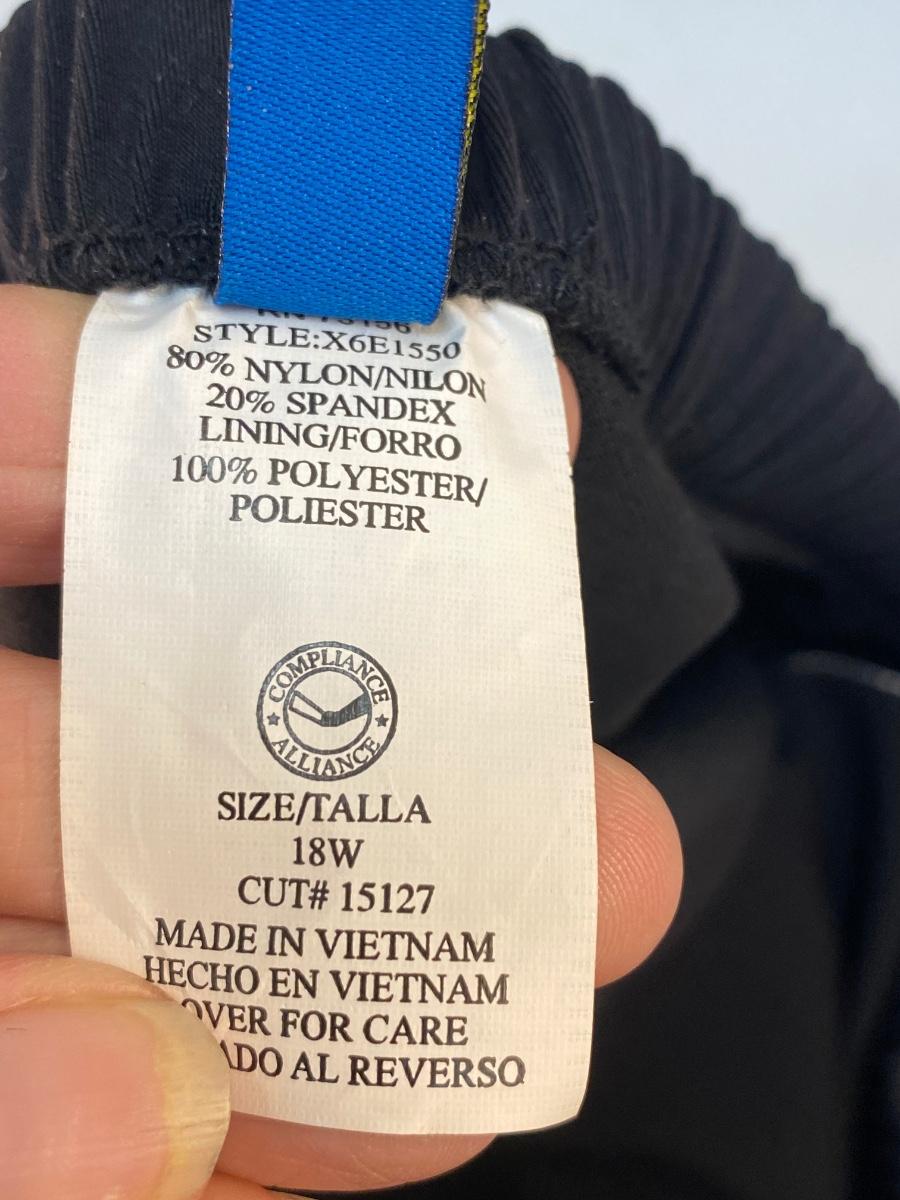 STYLE:X6E1550
80% NYLON/NILON
20% SPANDEX
LINING/FORRO
100% POLYESTER/
POLIESTER
COMPLIANCE
ALLIANCE
SIZE/TALLA
18W
CUT# 15127
MADE IN VIETNAM
HECHO EN VIETNAM
OVER FOR CARE
AL REVERSO